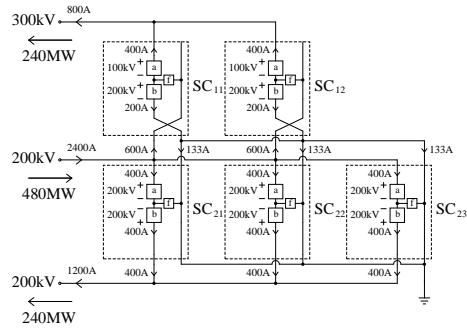 300kV
800A
240MW
400A
400A
100kV + a
100kV + a
f
f
SC11
SC12
200kV
− b
200kV
− b
200A
200A
200kV
2400A
600A
133A
600A
133A
133A
480MW
400A
400A
400A
200kV + a
200kV + a
200kV + a
f
f
f
SC21
SC22
SC23
200kV + − b
200kV + − b
200kV + − b
400A
400A
400A
200kV
1200A
400A
400A
400A
240MW